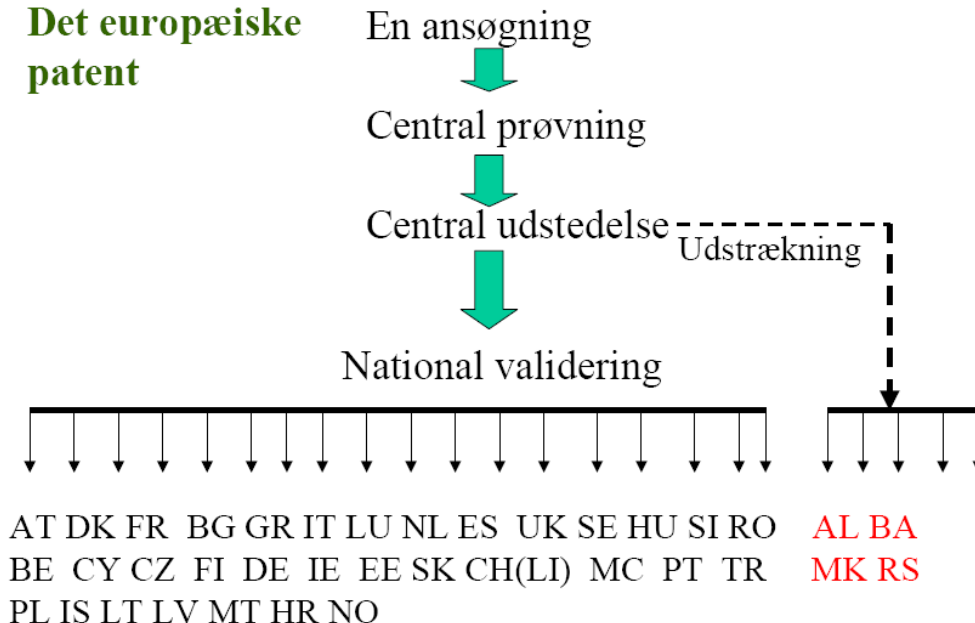 Det europæiske
patent
En ansøgning
Central prøvning
Central udstedelse
Udstrækning
National validering
AT DK FR BG GR IT LU NL ES UK SE HU SI RO
BE CY CZ FI DE IE EE SK CH(LI) MC PT TR
PL IS LT LV MT HR NO
AL BA
MK RS